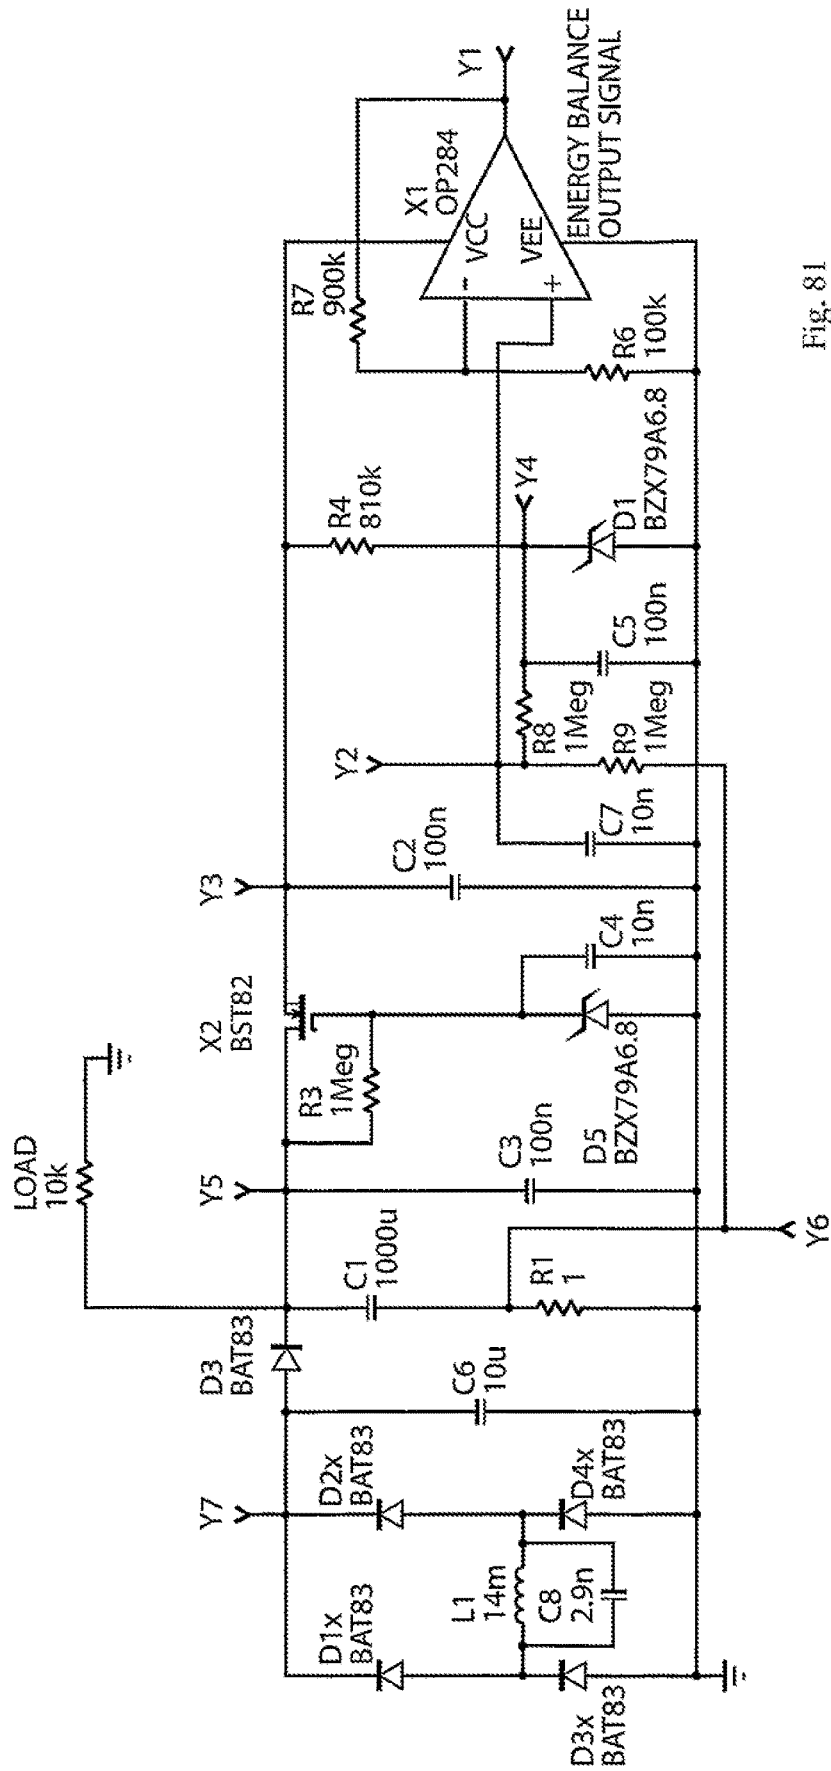 LOAD
10k
Y7
D3
BAT83
Y5
X2
BST82
Y3
Y2
R4
810k
R7
900k
X1
OP284
Y1
VCC
-
VEE
+
ENERGY BALANCE
OUTPUT SIGNAL
D1x
BAT83
D2x
BAT83
L1
14m
C8
2.9n
D3x
BAT83
D4x
BAT83
C6
10u
C1
1000u
R1
1
C3
100n
R3
1Meg
D5
BZX79A6.8
C4
10n
C2
100n
C7
10n
R8
1Meg
R9
1Meg
C5
100n
Y4
D1
BZX79A6.8
R6
100k
Y6
Fig. 81